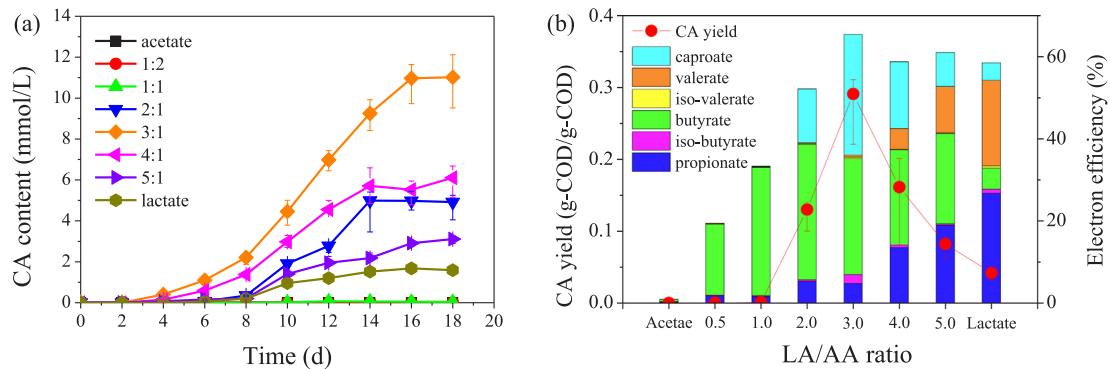 (a)
CA content (mmol/L)
14
12
10
8
6
4
2
0
acetate
1:2
1:1
2:1
3:1
4:1
5:1
lactate
0 2 4 6 8 10 12 14 16 18 20
Time (d)
(b)
CA yield (g-COD/g-COD)
0.4
0.3
0.2
0.1
0.0
CA yield
caproate
valerate
iso-valerate
butyrate
iso-butyrate
propionate
60
40
20
0
Electron efficiency (%)
Acetae 0.5 1.0 2.0 3.0 4.0 5.0 Lactate
LA/AA ratio